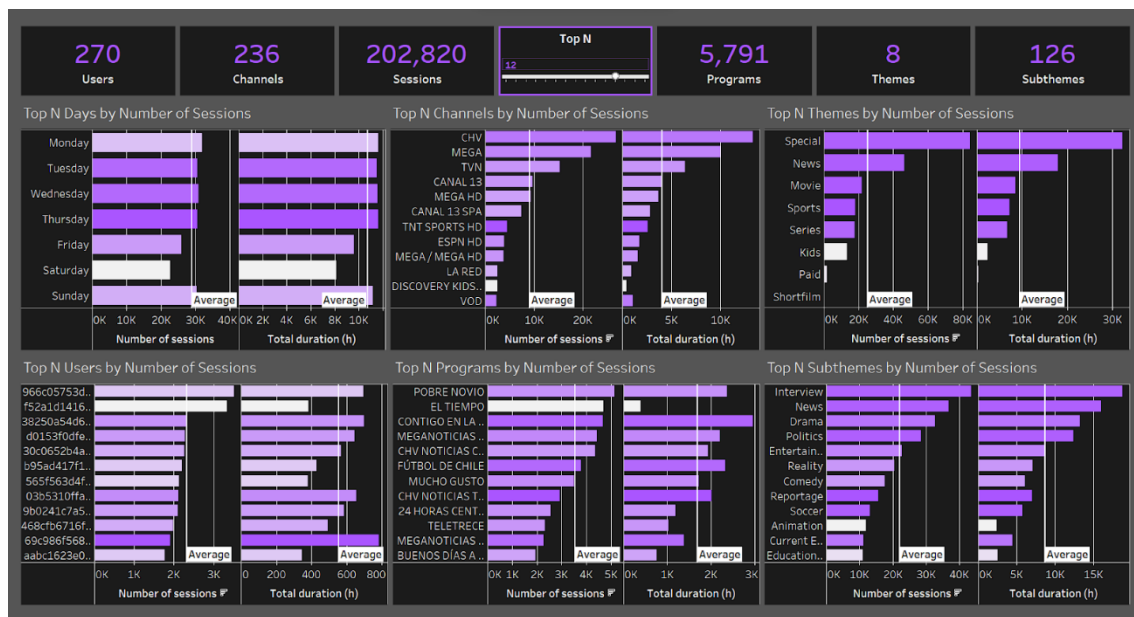 270
Users
236
Channels
202,820
Sessions
Top N
12
5,791
Programs
8
Themes
126
Subthemes
Top N Days by Number of Sessions
Monday
Tuesday
Wednesday
Thursday
Friday
Saturday
Sunday
Average
Average
0K 10K 20K 30K 40K
0K 2K 4K 6K 8K 10K
Number of sessions
Total duration (h)
Top N Channels by Number of Sessions
CHV
MEGA
TVN
CANAL 13
MEGA HD
CANAL 13 SPA
TNT SPORTS HD
ESPN HD
MEGA / MEGA HD
LA RED
DISCOVERY KIDS..
VOD
Average
Average
0K 10K 20K
0K 5K 10K
Number of sessions
Total duration (h)
Top N Themes by Number of Sessions
Special
News
Movie
Sports
Series
Kids
Paid
Shortfilm
Average
Average
0K 20K 40K 60K 80K
0K 10K 20K 30K
Number of sessions
Total duration (h)
Top N Users by Number of Sessions
966c05753d..
f52a1d1416..
38250a54d6..
d0153f0dfe..
30c0652b4a..
b95ad417f1..
565f563d4f..
03b5310ffa..
9b0241c7a5..
468cfb6716f..
69c986f568..
aabc1623e0..
Average
Average
0K 1K 2K 3K
0 200 400 600 800
Number of sessions
Total duration (h)
Top N Programs by Number of Sessions
POBRE NOVIO
EL TIEMPO
CONTIGO EN LA ..
MEGANOTICIAS ..
CHV NOTICIAS C..
FÚTBOL DE CHILE
MUCHO GUSTO
CHV NOTICIAS T..
24 HORAS CENT..
TELETRECE
MEGANOTICIAS ..
BUENOS DÍAS A ..
Average
Average
0K 1K 2K 3K 4K 5K
0K 1K 2K 3K
Number of sessions
Total duration (h)
Top N Subthemes by Number of Sessions
Interview
News
Drama
Politics
Entertain..
Reality
Comedy
Reportage
Soccer
Animation
Current E..
Education..
Average
Average
0K 10K 20K 30K 40K
0K 5K 10K 15K
Number of sessions
Total duration (h)